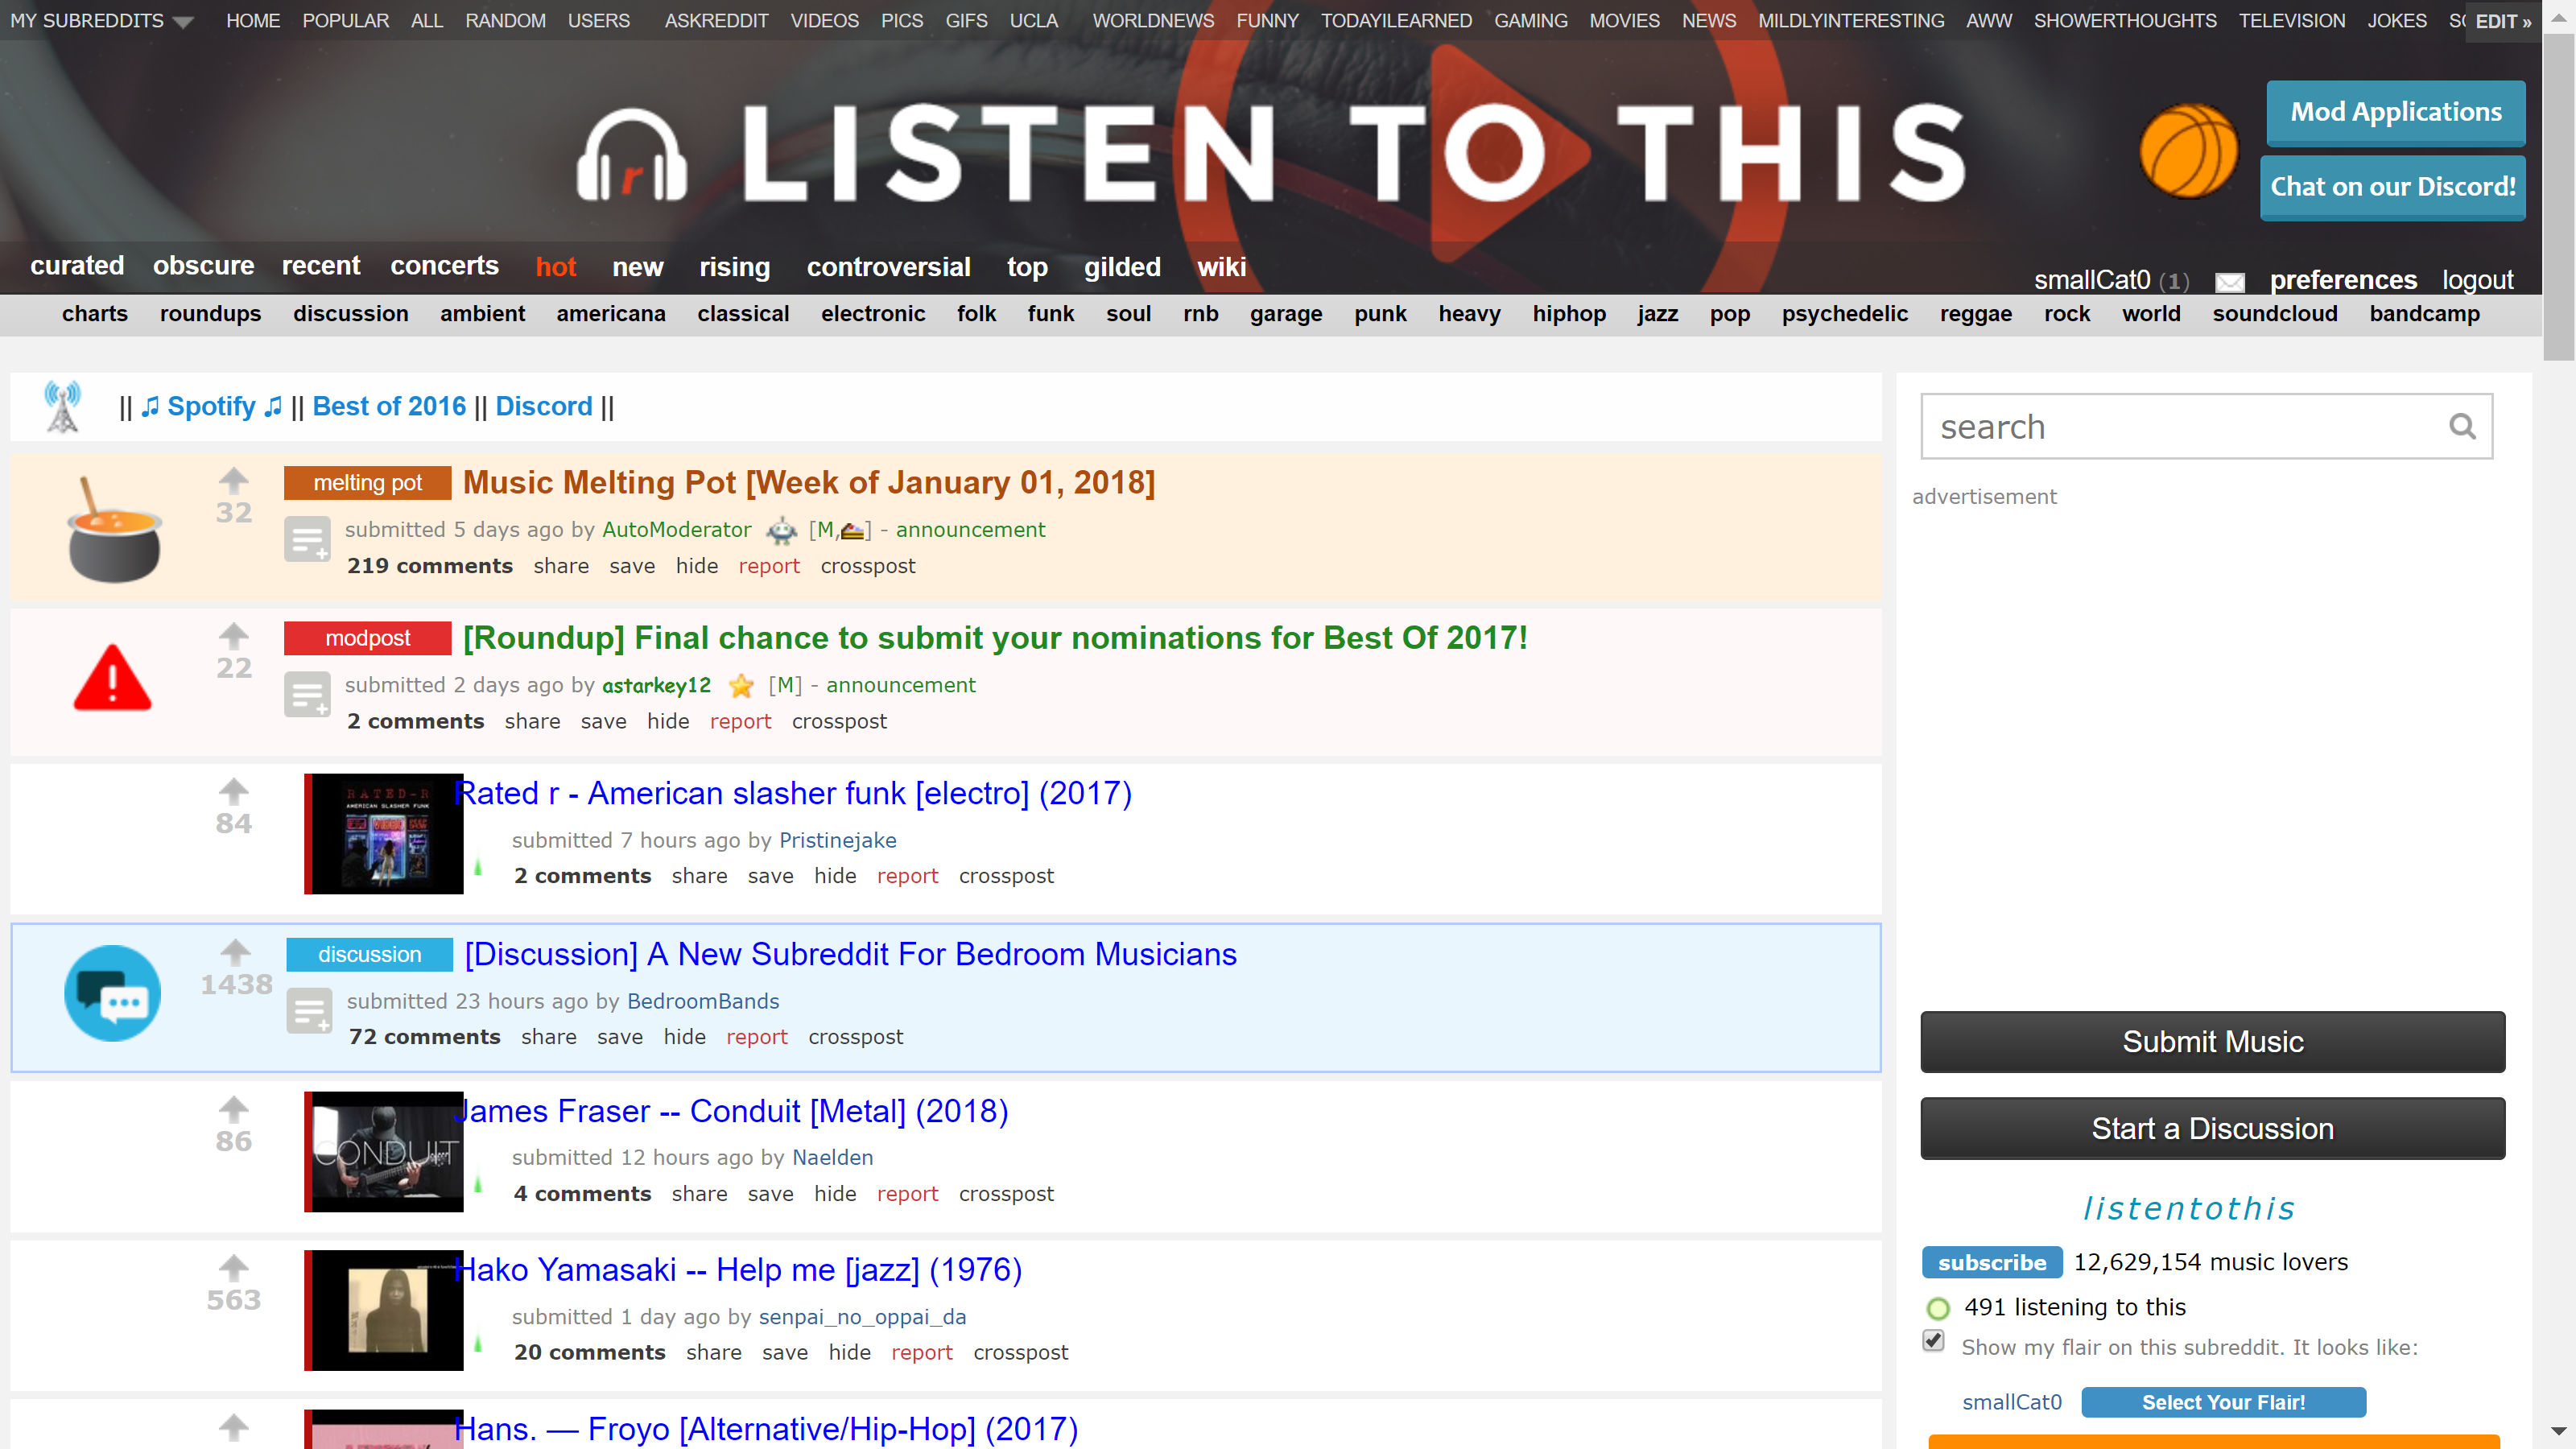 MY SUBREDDITS HOME POPULAR ALL RANDOM USERS ASKREDDIT VIDEOS PICS GIFS UCLA WORLDNEWS FUNNY TODAYILEARNED GAMING MOVIES NEWS MILDLYINTERESTING AWW SHOWERTHOUGHTS TELEVISION JOKES EDIT »
r LISTEN TO THIS
Mod Applications
Chat on our Discord!
curated obscure recent concerts hot new rising controversial top gilded wiki
smallCat0 (1) preferences logout
charts roundups discussion ambient americana classical electronic folk funk soul rnb garage punk heavy hiphop jazz pop psychedelic reggae rock world soundcloud bandcamp
|| ♫ Spotify ♫ || Best of 2016 || Discord ||
32
melting pot Music Melting Pot [Week of January 01, 2018]
submitted 5 days ago by AutoModerator [M,] - announcement
219 comments share save hide report crosspost
22
modpost [Roundup] Final chance to submit your nominations for Best Of 2017!
submitted 2 days ago by astarkey12 [M] - announcement
2 comments share save hide report crosspost
84
RATED-R
AMERICAN SLASHER FUNK
Rated r - American slasher funk [electro] (2017)
submitted 7 hours ago by Pristinejake
2 comments share save hide report crosspost
1438
discussion [Discussion] A New Subreddit For Bedroom Musicians
submitted 23 hours ago by BedroomBands
72 comments share save hide report crosspost
86
CONDUIT
James Fraser -- Conduit [Metal] (2018)
submitted 12 hours ago by Naelden
4 comments share save hide report crosspost
563
Hako Yamasaki -- Help me [jazz] (1976)
submitted 1 day ago by senpai_no_oppai_da
20 comments share save hide report crosspost
Hans. — Froyo [Alternative/Hip-Hop] (2017)
search
advertisement
Submit Music
Start a Discussion
listentothis
subscribe 12,629,154 music lovers
491 listening to this
Show my flair on this subreddit. It looks like:
smallCat0 Select Your Flair!